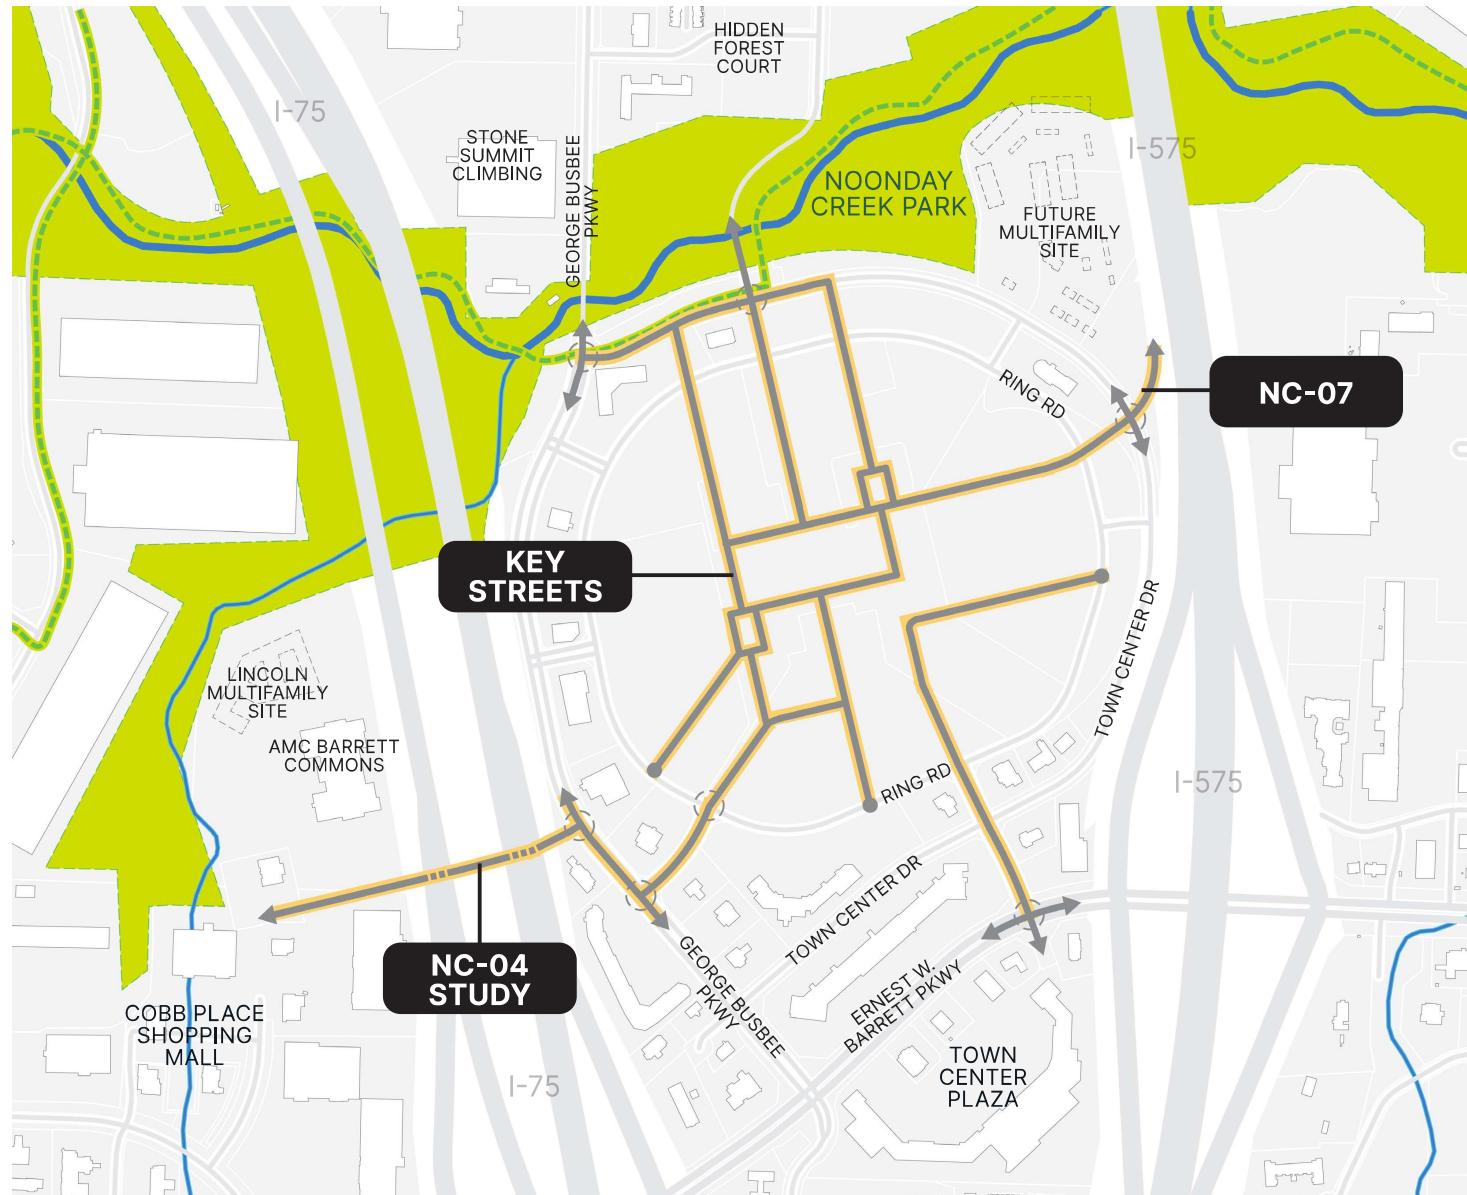 HIDDEN
FOREST
COURT
I-75
STONE
SUMMIT
CLIMBING
GEORGE BUSBEE
PKWY
I-575
NOONDAY
CREEK PARK
FUTURE
MULTIFAMILY
SITE
RING RD
NC-07
KEY
STREETS
TOWN CENTER DR
LINCOLN
MULTIFAMILY
SITE
AMC BARRETT
COMMONS
RING RD
I-575
TOWN CENTER DR
NC-04
STUDY
GEORGE BUSBEE
PKWY
ERNEST W.
BARRETT PKWY
COBB PLACE
SHOPPING
MALL
TOWN
CENTER
PLAZA
I-75